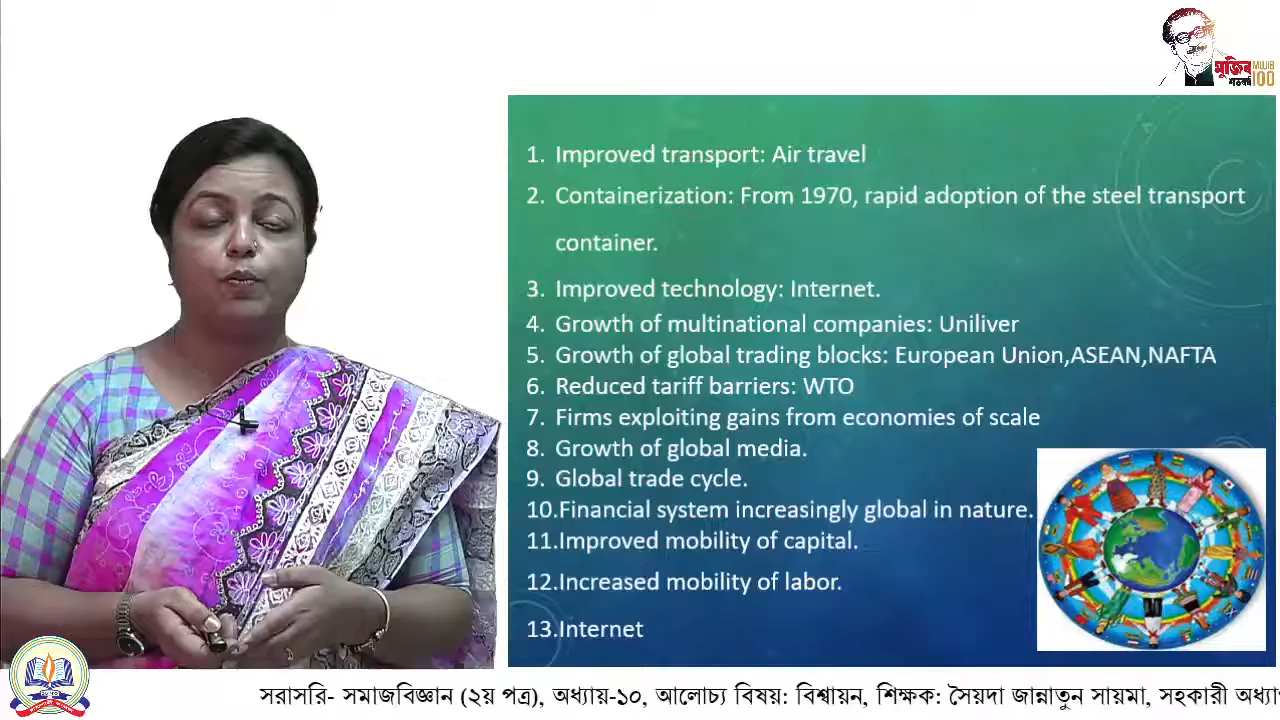 মুজিব MUJIB
শতবর্ষ 100
1. Improved transport: Air travel
2. Containerization: From 1970, rapid adoption of the steel transport
container.
3. Improved technology: Internet.
4. Growth of multinational companies: Uniliver
5. Growth of global trading blocks: European Union,ASEAN,NAFTA
6. Reduced tariff barriers: WTO
7. Firms exploiting gains from economies of scale
8. Growth of global media.
9. Global trade cycle.
10.Financial system increasingly global in nature.
11.Improved mobility of capital.
12.Increased mobility of labor.
13.Internet
সরাসরি- সমাজবিজ্ঞান (২য় পত্র), অধ্যায়-১০, আলোচ্য বিষয়: বিশ্বায়ন, শিক্ষক: সৈয়দা জান্নাতুন সায়মা, সহকারী